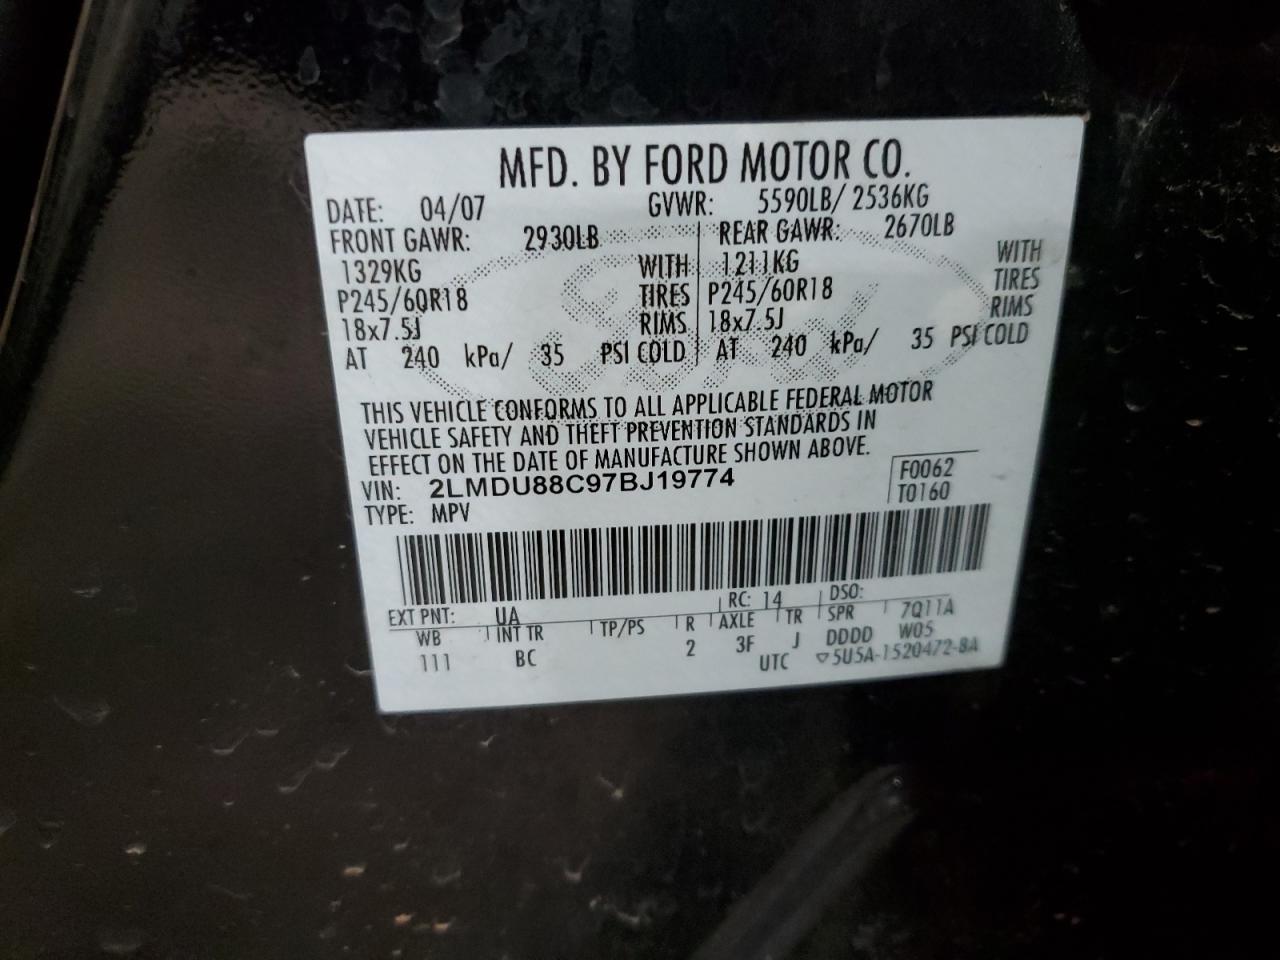 MFD. BY FORD MOTOR CO.
DATE: 04/07 GVWR: 5590LB/ 2536KG
FRONT GAWR: 2930LB REAR GAWR: 2670LB
1329KG WITH 1211KG WITH
P245/60R18 TIRES P245/60R18 TIRES
18x7.5J RIMS 18x7.5J RIMS
AT 240 kPa/ 35 PSI COLD AT 240 kPa/ 35 PSI COLD
THIS VEHICLE CONFORMS TO ALL APPLICABLE FEDERAL MOTOR
VEHICLE SAFETY AND THEFT PREVENTION STANDARDS IN
EFFECT ON THE DATE OF MANUFACTURE SHOWN ABOVE.
VIN: 2LMDU88C97BJ19774 F0062
TYPE: MPV T0160
EXT PNT: UA RC: 14 DSO:
WB INT TR TP/PS R AXLE TR SPR 7Q11A
111 BC 2 3F J DDDD W05
UTC ▽5U5A-1520472-BA